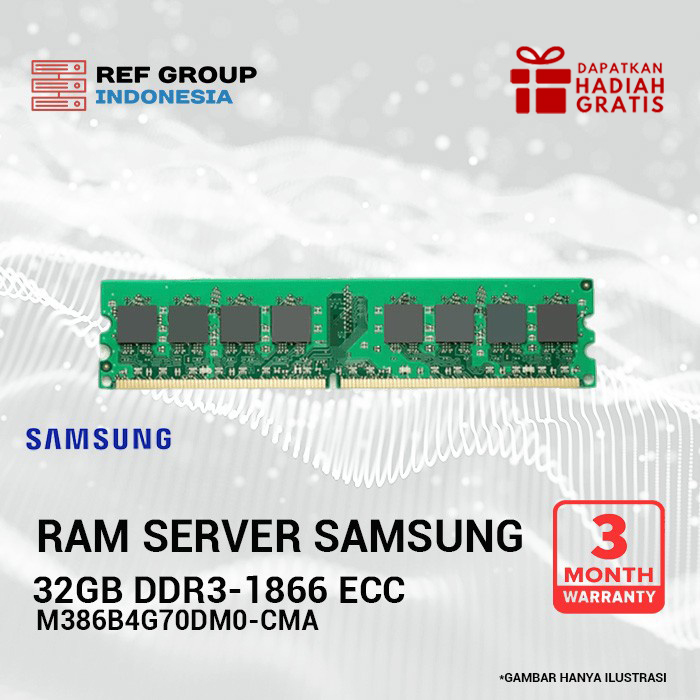 REF GROUP
INDONESIA
DAPATKAN
HADIAH
GRATIS
SAMSUNG
RAM SERVER SAMSUNG
32GB DDR3-1866 ECC
M386B4G70DM0-CMA
3
MONTH
WARRANTY
*GAMBAR HANYA ILUSTRASI